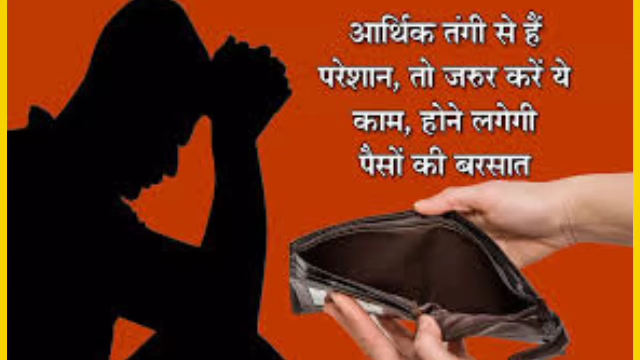 आर्थिक तंगी से हैं
परेशान, तो जरुर करें ये
काम, होने लगेगी
पैसों की बरसात